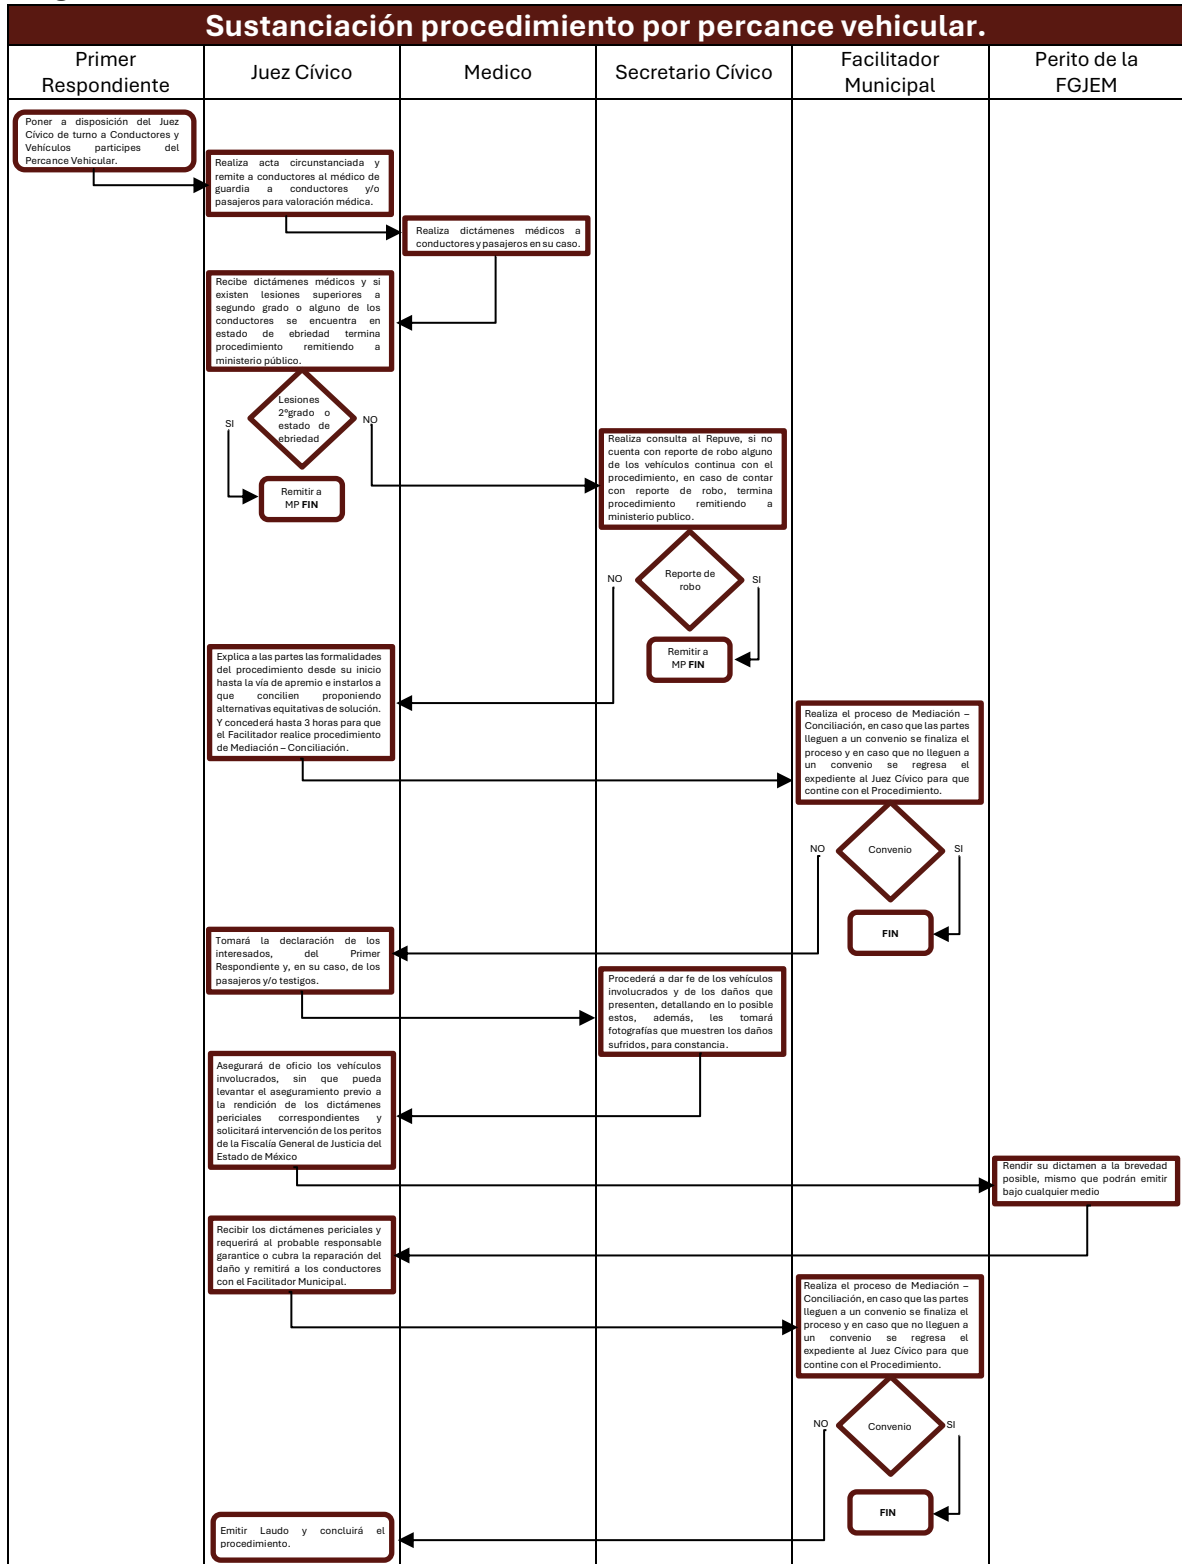 Sustanciación procedimiento por percance vehicular.
Primer
Respondiente
Juez Cívico
Medico
Secretario Cívico
Facilitador
Municipal
Perito de la
FGJEM
Poner a disposición del Juez
Cívico de turno a Conductores y
Vehículos participes del
Percance Vehicular.
Realiza acta circunstanciada y
remite a conductores al médico de
guardia a conductores y/o
pasajeros para valoración médica.
Realiza dictámenes médicos a
conductores y pasajeros en su caso.
Recibe dictámenes médicos y si
existen lesiones superiores a
segundo grado o alguno de los
conductores se encuentra en
estado de ebriedad termina
procedimiento remitiendo a
ministerio público.
Lesiones
2°grado o
estado de
ebriedad
SI
NO
Remitir a
MP FIN
Realiza consulta al Repuve, si no
cuenta con reporte de robo alguno
de los vehículos continua con el
procedimiento, en caso de contar
con reporte de robo, termina
procedimiento remitiendo a
ministerio publico.
Reporte de
robo
NO
SI
Remitir a
MP FIN
Explica a las partes las formalidades
del procedimiento desde su inicio
hasta la vía de apremio e instarlos a
que concilien proponiendo
alternativas equitativas de solución.
Y concederá hasta 3 horas para que
el Facilitador realice procedimiento
de Mediación – Conciliación.
Realiza el proceso de Mediación –
Conciliación, en caso que las partes
lleguen a un convenio se finaliza el
proceso y en caso que no lleguen a
un convenio se regresa el
expediente al Juez Cívico para que
contine con el Procedimiento.
Convenio
NO
SI
FIN
Tomará la declaración de los
interesados, del Primer
Respondiente y, en su caso, de los
pasajeros y/o testigos.
Procederá a dar fe de los vehículos
involucrados y de los daños que
presenten, detallando en lo posible
estos, además, les tomará
fotografías que muestren los daños
sufridos, para constancia.
Asegurará de oficio los vehículos
involucrados, sin que pueda
levantar el aseguramiento previo a
la rendición de los dictámenes
periciales correspondientes y
solicitará intervención de los peritos
de la Fiscalía General de Justicia del
Estado de México
Rendir su dictamen a la brevedad
posible, mismo que podrán emitir
bajo cualquier medio
Recibir los dictámenes periciales y
requerirá al probable responsable
garantice o cubra la reparación del
daño y remitirá a los conductores
con el Facilitador Municipal.
Realiza el proceso de Mediación –
Conciliación, en caso que las partes
lleguen a un convenio se finaliza el
proceso y en caso que no lleguen a
un convenio se regresa el
expediente al Juez Cívico para que
contine con el Procedimiento.
Convenio
NO
SI
FIN
Emitir Laudo y concluirá el
procedimiento.